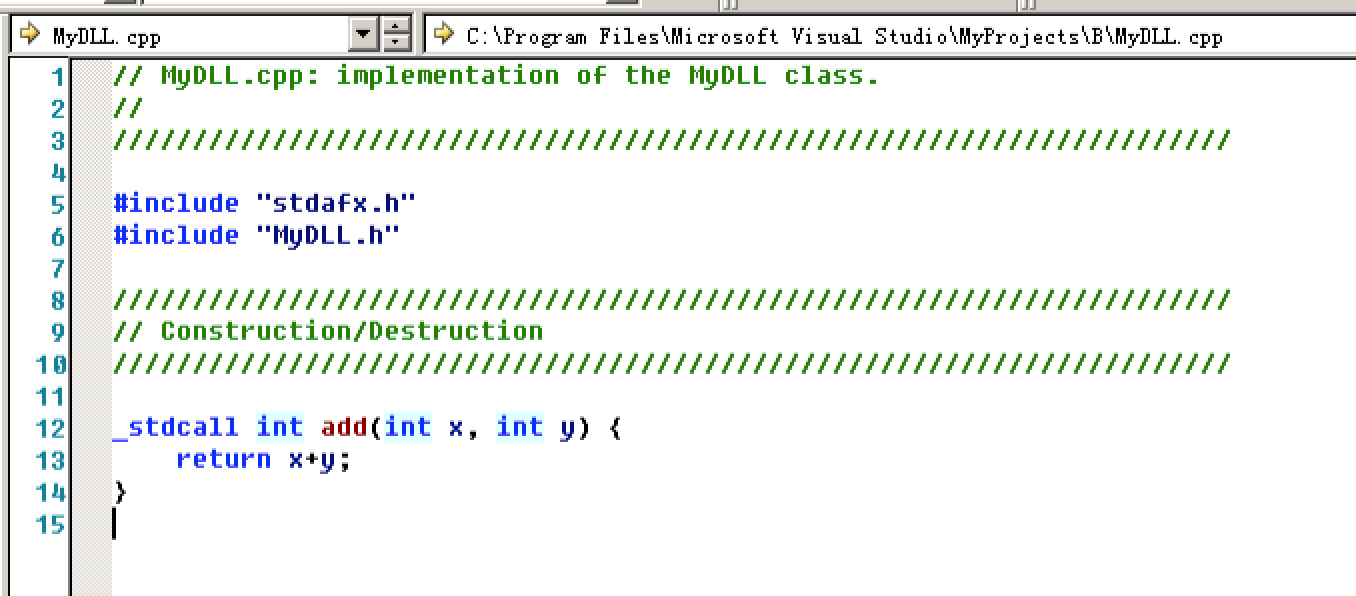 MyDLL.cpp
C:\Program Files\Microsoft Visual Studio\MyProjects\B\MyDLL.cpp
1 // MyDLL.cpp: implementation of the MyDLL class.
2 //
3 //////////////////////////////////////////////////////////////////////
4
5 #include "stdafx.h"
6 #include "MyDLL.h"
7
8 //////////////////////////////////////////////////////////////////////
9 // Construction/Destruction
10 //////////////////////////////////////////////////////////////////////
11
12 _stdcall int add(int x, int y) {
13     return x+y;
14 }
15